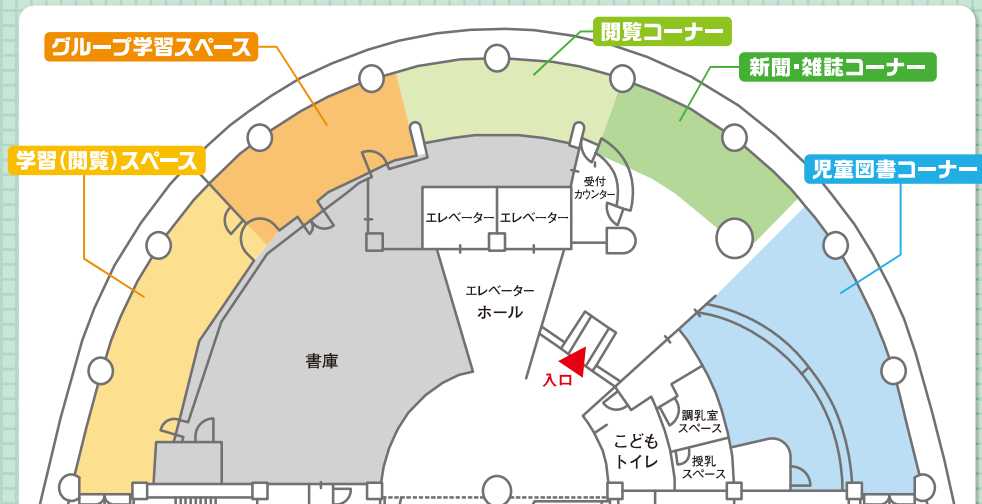 グループ学習スペース
閲覧コーナー
新聞・雑誌コーナー
学習(閲覧)スペース
児童図書コーナー
受付
カウンター
エレベーター
エレベーター
エレベーター
ホール
書庫
入口
調乳室
スペース
こども
トイレ
授乳
スペース